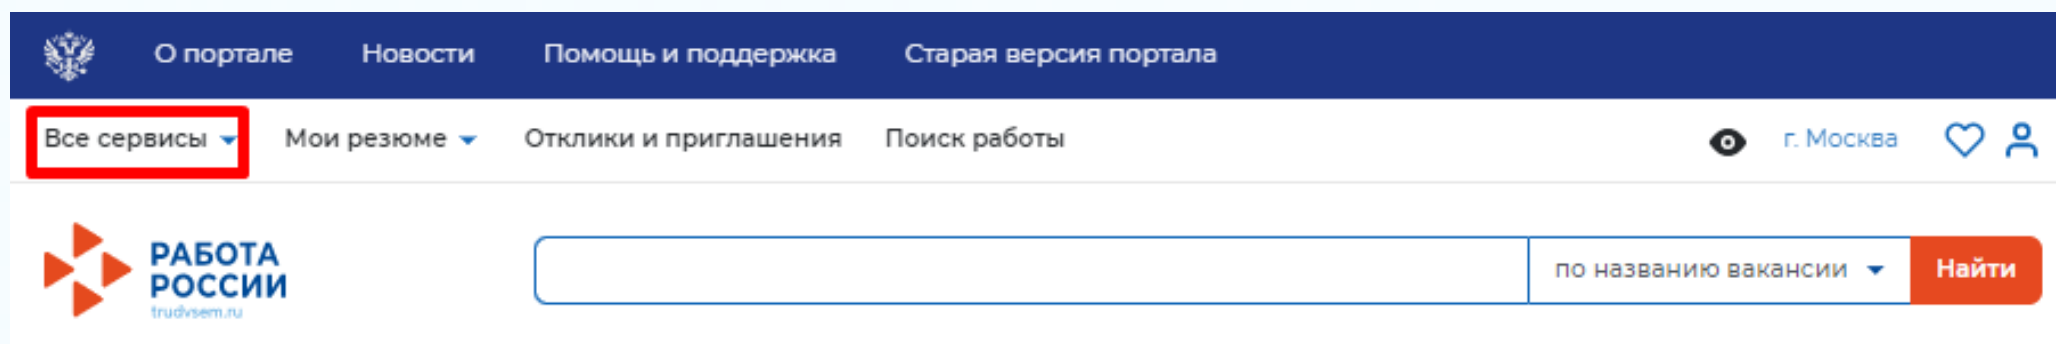 О портале Новости Помощь и поддержка Старая версия портала
Все сервисы Мои резюме Отклики и приглашения Поиск работы г. Москва
РАБОТА
РОССИИ
trudvsem.ru
по названию вакансии Найти